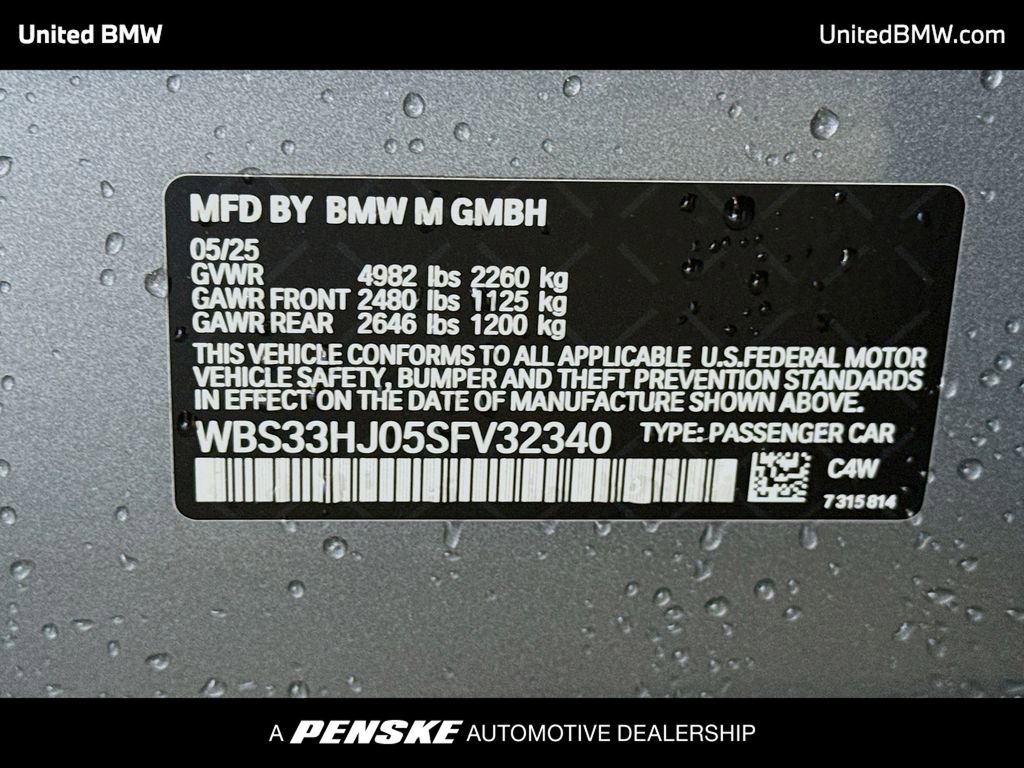 United BMW
UnitedBMW.com
MFD BY BMW M GMBH
05/25
GVWR 4982 lbs 2260 kg
GAWR FRONT 2480 lbs 1125 kg
GAWR REAR 2646 lbs 1200 kg
THIS VEHICLE CONFORMS TO ALL APPLICABLE U.S.FEDERAL MOTOR
VEHICLE SAFETY, BUMPER AND THEFT PREVENTION STANDARDS
IN EFFECT ON THE DATE OF MANUFACTURE SHOWN ABOVE.
WBS33HJ05SFV32340 TYPE: PASSENGER CAR
C4W
7315814
A PENSKE AUTOMOTIVE DEALERSHIP